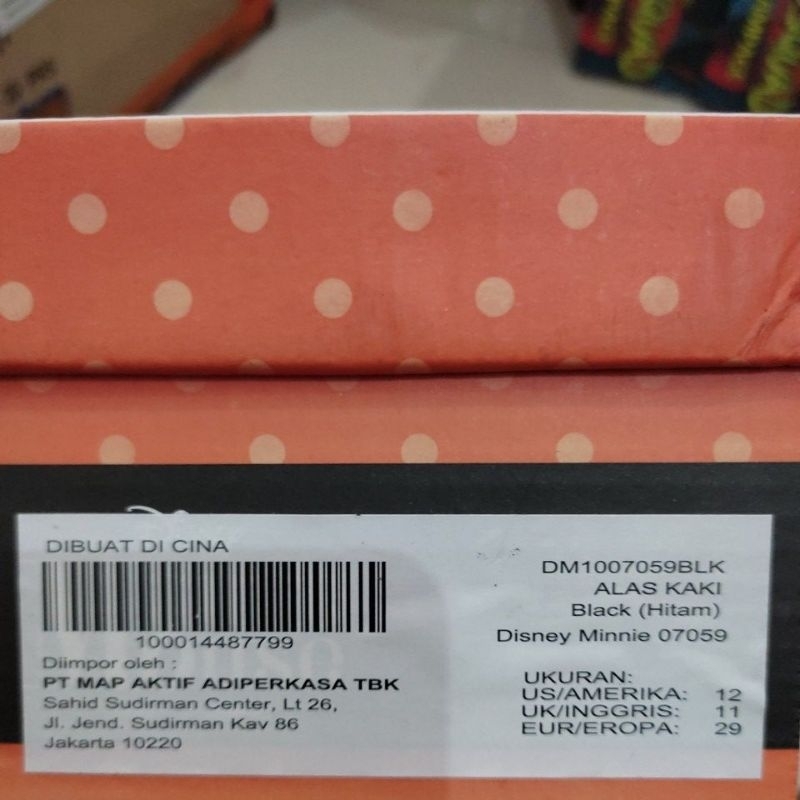 DIBUAT DI CINA
100014487799
Diimpor oleh :
PT MAP AKTIF ADIPERKASA TBK
Sahid Sudirman Center, Lt 26,
Jl. Jend. Sudirman Kav 86
Jakarta 10220
DM1007059BLK
ALAS KAKI
Black (Hitam)
Disney Minnie 07059
UKURAN:
US/AMERIKA: 12
UK/INGGRIS: 11
EUR/EROPA: 29